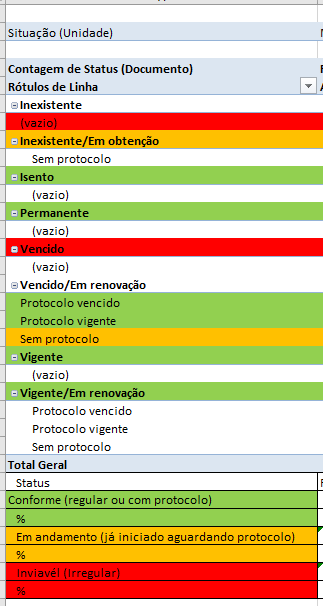 Situação (Unidade)
Contagem de Status (Documento)
Rótulos de Linha
Inexistente
(vazio)
Inexistente/Em obtenção
Sem protocolo
Isento
(vazio)
Permanente
(vazio)
Vencido
(vazio)
Vencido/Em renovação
Protocolo vencido
Protocolo vigente
Sem protocolo
Vigente
(vazio)
Vigente/Em renovação
Protocolo vencido
Protocolo vigente
Sem protocolo
Total Geral
Status
Conforme (regular ou com protocolo)
%
Em andamento (já iniciado aguardando protocolo)
%
Inviavél (irregular)
%